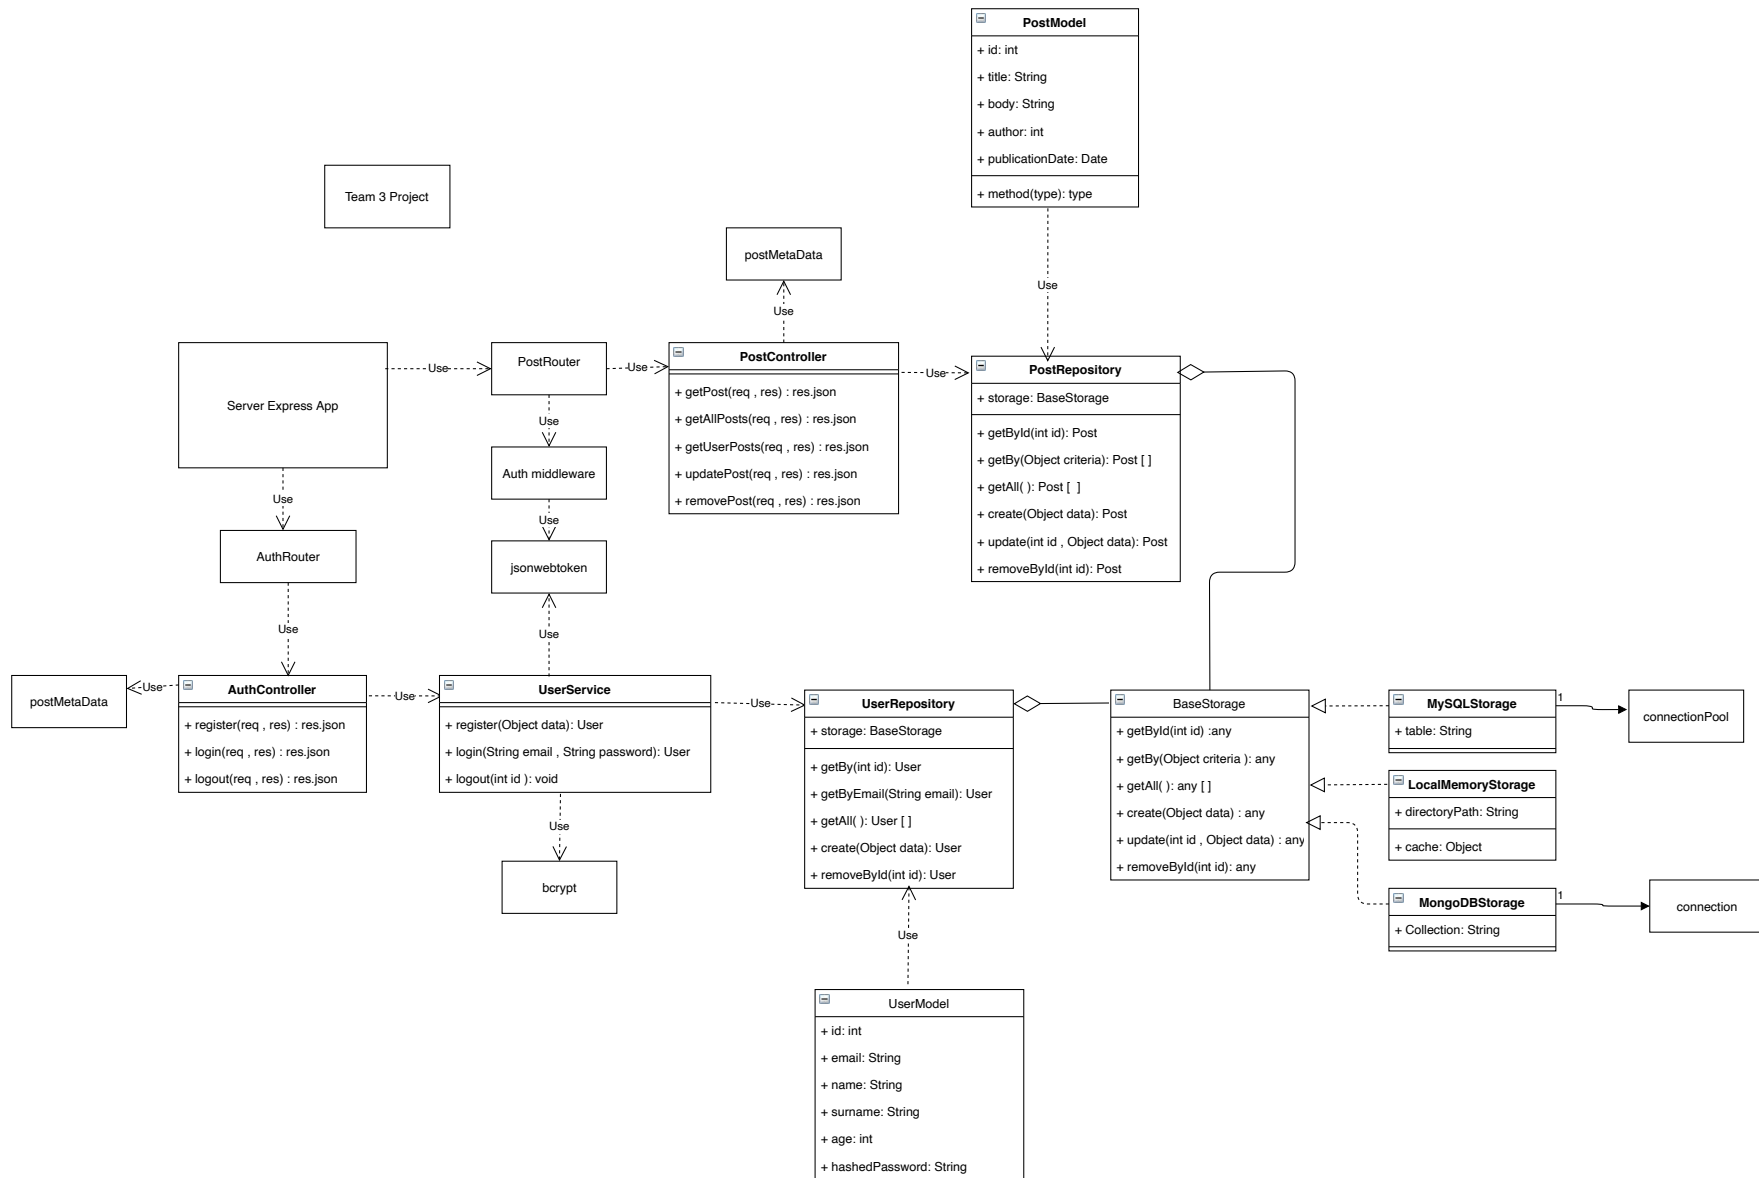 PostModel
+ id: int
+ title: String
+ body: String
+ author: int
+ publicationDate: Date
+ method(type): type
Team 3 Project
postMetaData
Use
Use
Server Express App
Use
PostRouter
Use
PostController
+ getPost(req , res) : res.json
+ getAllPosts(req , res) : res.json
+ getUserPosts(req , res) : res.json
+ updatePost(req , res) : res.json
+ removePost(req , res) : res.json
Use
PostRepository
+ storage: BaseStorage
+ getById(int id): Post
+ getBy(Object criteria): Post [ ]
+ getAll( ): Post [  ]
+ create(Object data): Post
+ update(int id , Object data): Post
+ removeById(int id): Post
Use
Auth middleware
Use
jsonwebtoken
Use
Use
AuthRouter
Use
postMetaData
Use
AuthController
+ register(req , res) : res.json
+ login(req , res) : res.json
+ logout(req , res) : res.json
Use
UserService
+ register(Object data): User
+ login(String email , String password): User
+ logout(int id ): void
Use
bcrypt
Use
UserRepository
+ storage: BaseStorage
+ getBy(int id): User
+ getByEmail(String email): User
+ getAll( ): User [ ]
+ create(Object data): User
+ removeById(int id): User
BaseStorage
+ getById(int id) :any
+ getBy(Object criteria ): any
+ getAll( ): any [ ]
+ create(Object data) : any
+ update(int id , Object data) : any
+ removeById(int id): any
MySQLStorage
+ table: String
1
connectionPool
LocalMemoryStorage
+ directoryPath: String
+ cache: Object
MongoDBStorage
+ Collection: String
1
connection
Use
UserModel
+ id: int
+ email: String
+ name: String
+ surname: String
+ age: int
+ hashedPassword: String